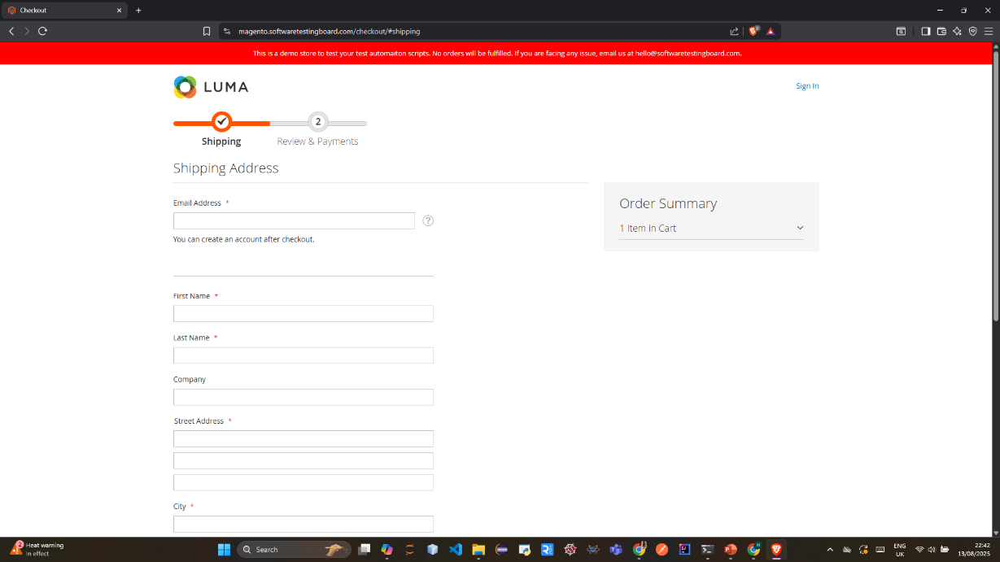 Checkout
magento.softwaretestingboard.com/checkout/#shipping
2
This is a demo store to test your test automaiton scripts. No orders will be fulfilled. If you are facing any issue, email us at hello@softwaretestingboard.com.
LUMA
Sign In
2
Shipping
Review & Payments
Shipping Address
Order Summary
1 Item in Cart
Email Address *
?
You can create an account after checkout.
First Name *
Last Name *
Company
Street Address *
City *
2
Heat warning
In effect
Search
ENG
UK
22:42
13/08/2025